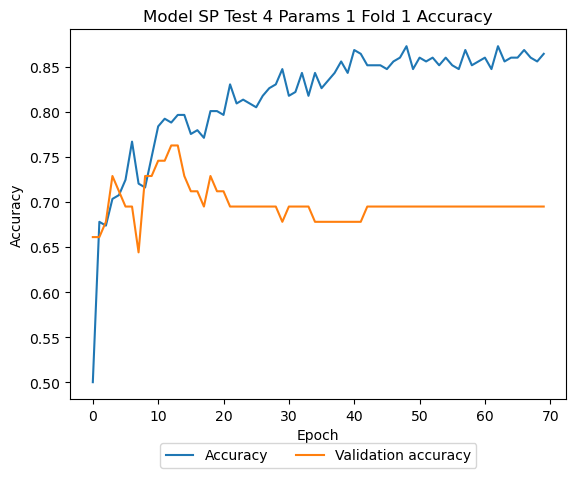 Model SP Test 4 Params 1 Fold 1 Accuracy
Accuracy
0.85
0.80
0.75
0.70
0.65
0.60
0.55
0.50
0 10 20 30 40 50 60 70
Epoch
Accuracy Validation accuracy